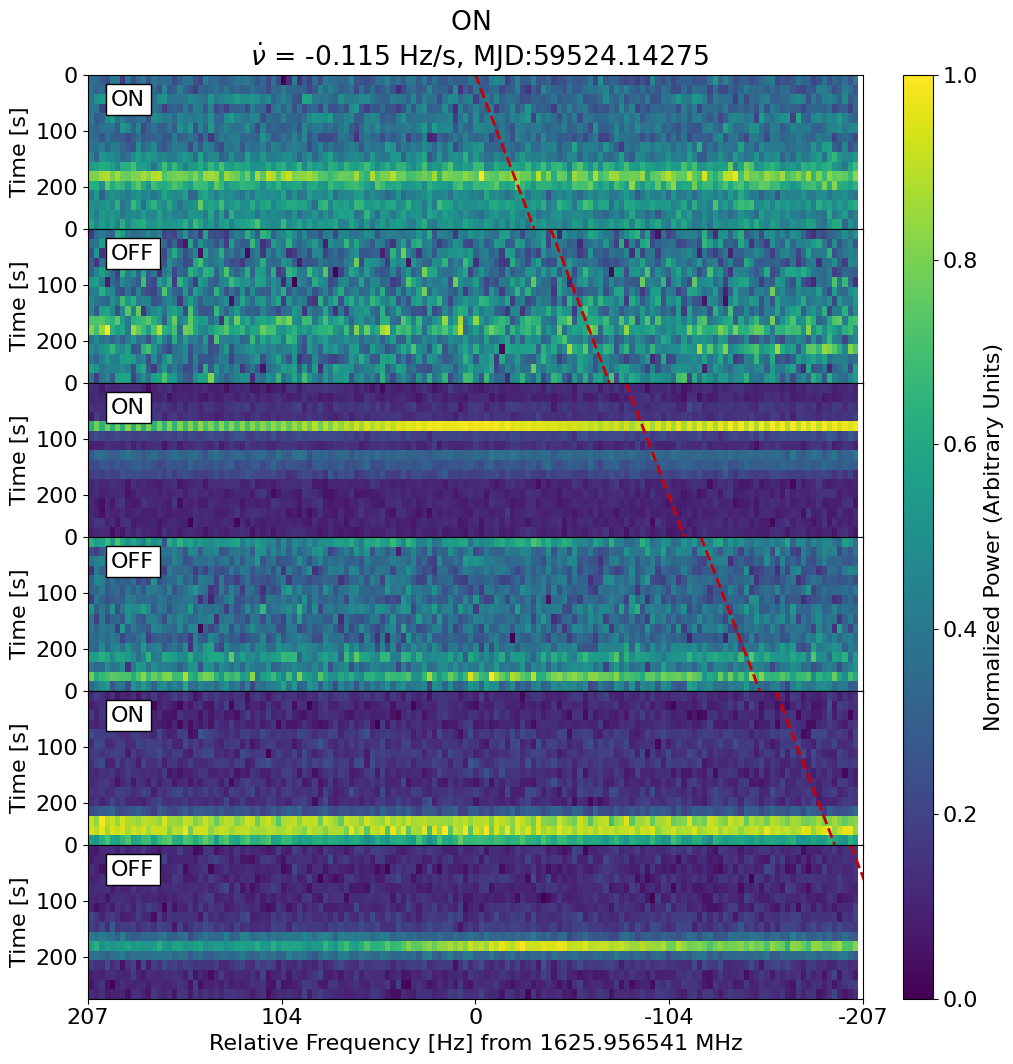 ON
ν̇ = -0.115 Hz/s, MJD:59524.14275
0
ON
100
200
Time [s]
0
OFF
100
200
Time [s]
0
ON
100
200
Time [s]
0
OFF
100
200
Time [s]
0
ON
100
200
Time [s]
0
OFF
100
200
Time [s]
207 104 0 -104 -207
Relative Frequency [Hz] from 1625.956541 MHz
1.0
0.8
0.6
0.4
0.2
0.0
Normalized Power (Arbitrary Units)